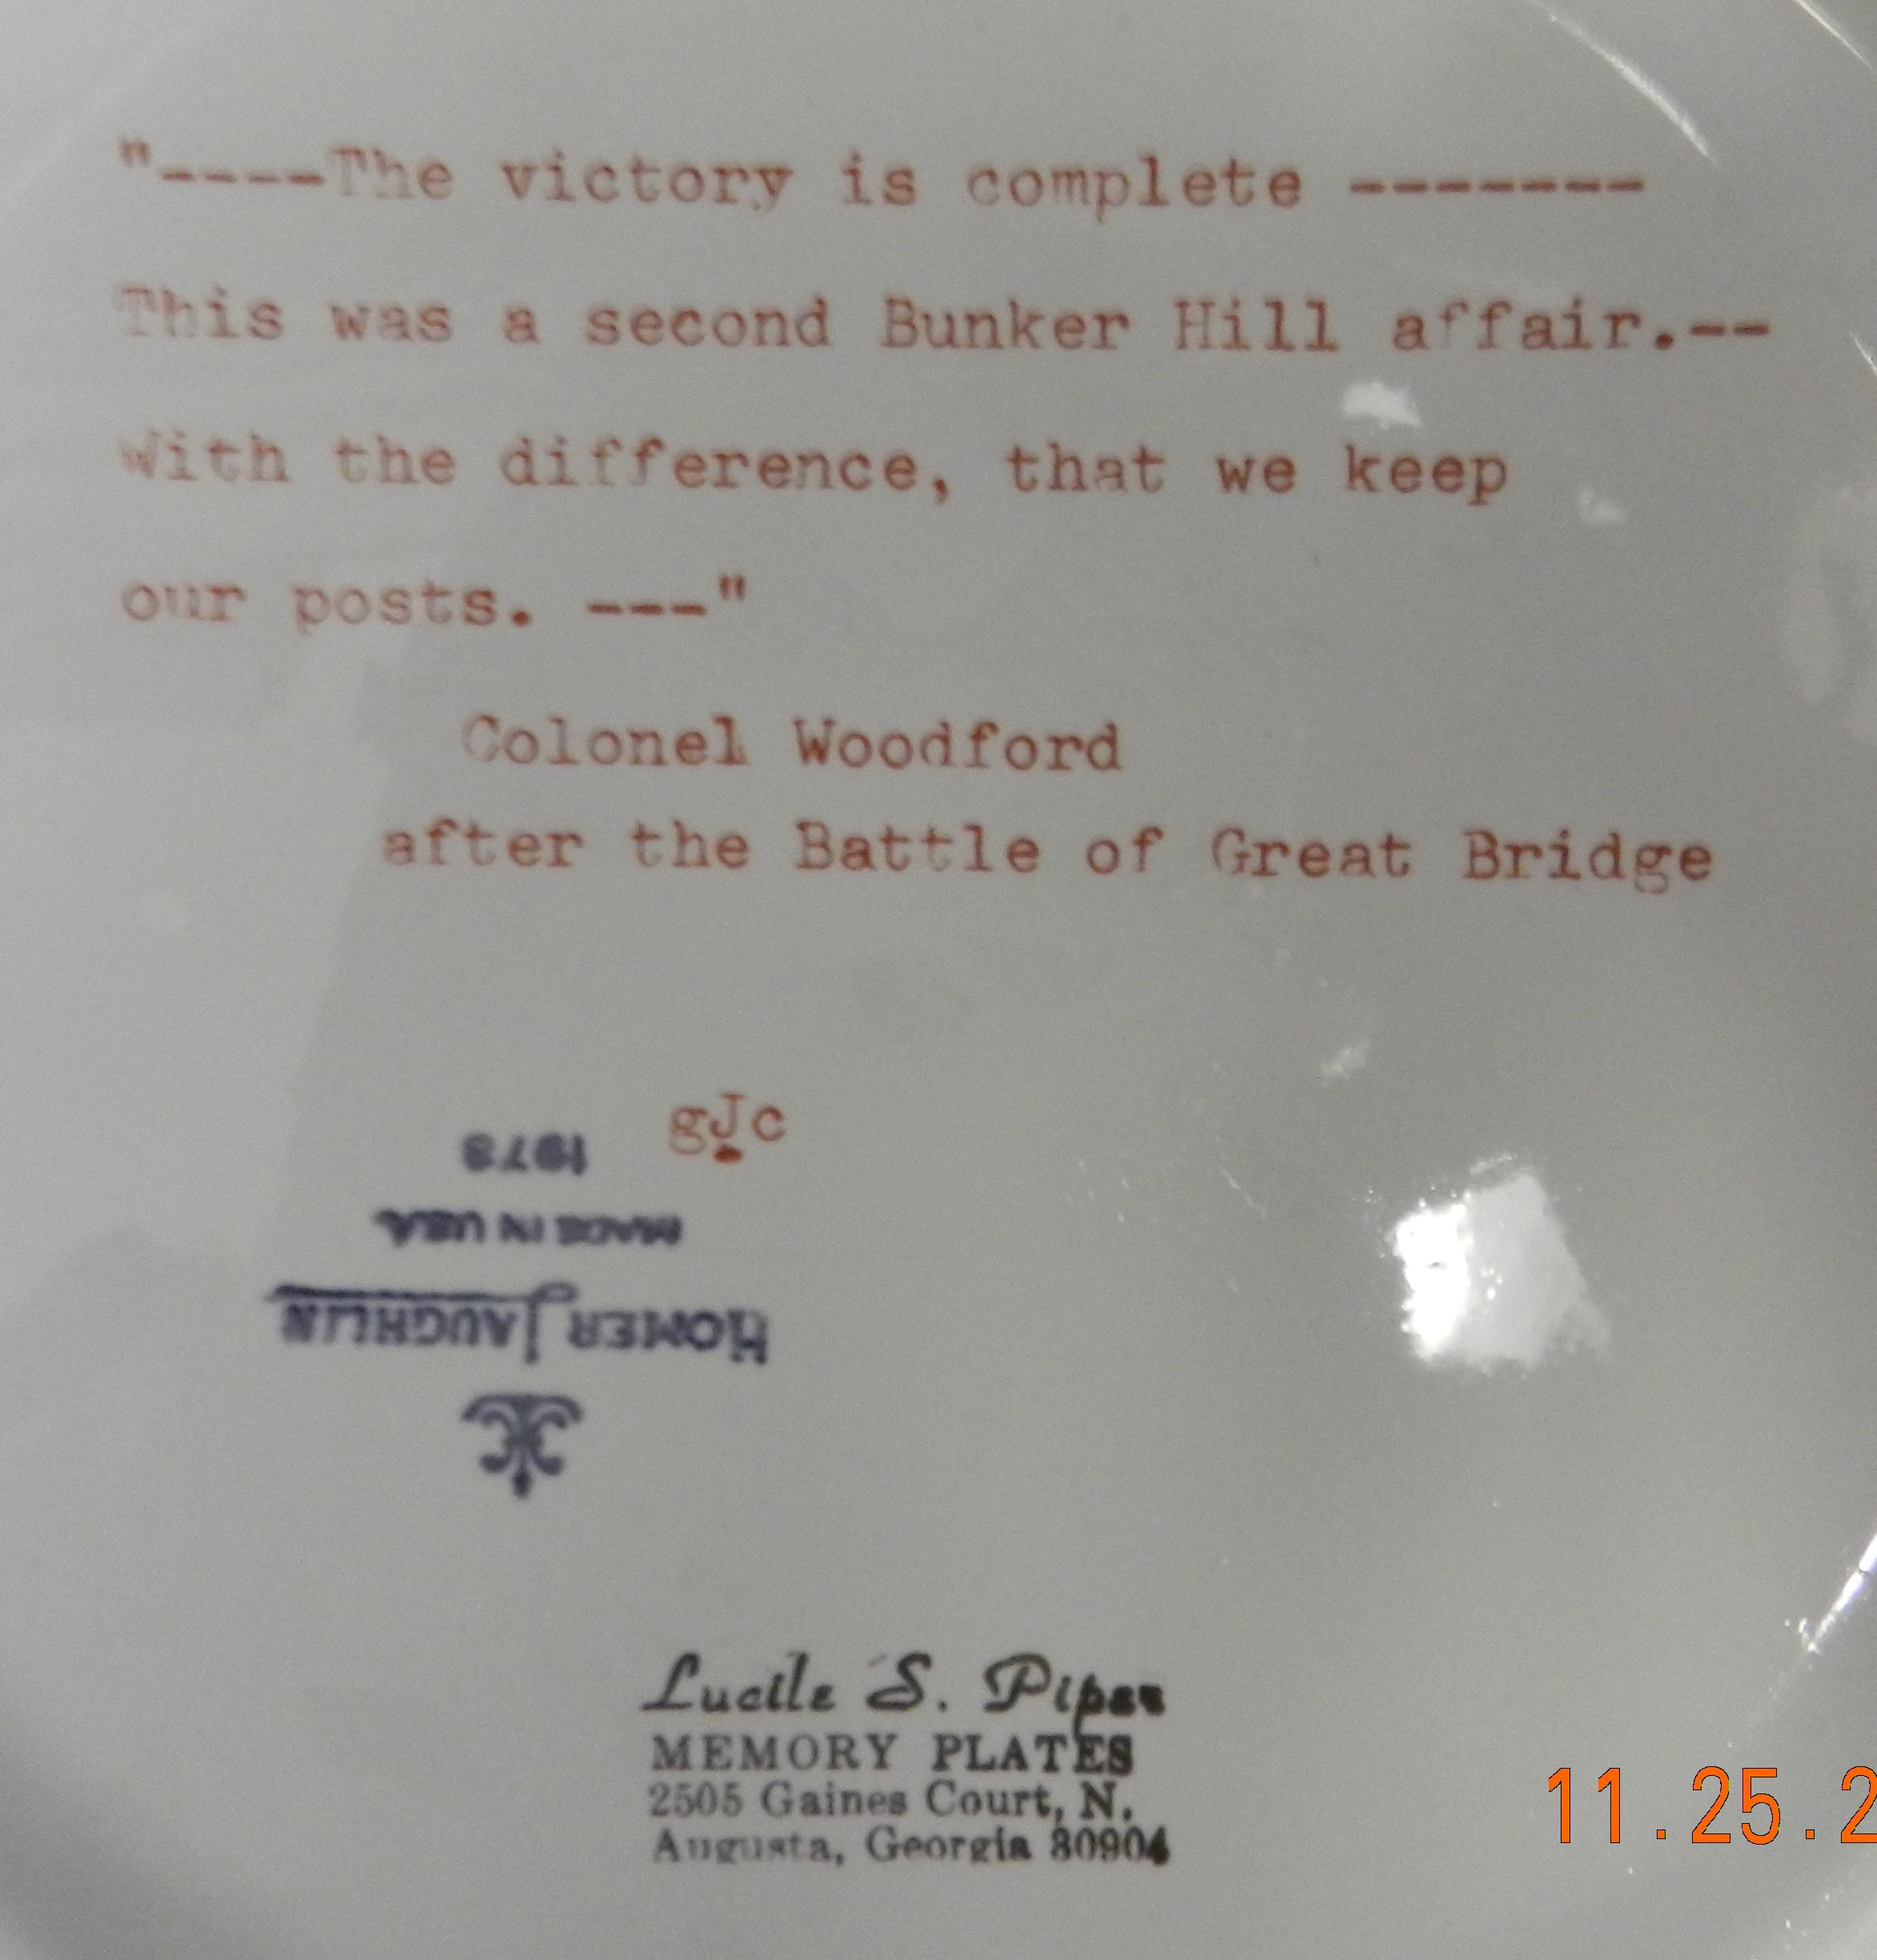 "----The victory is complete -------
This was a second Bunker Hill affair.--
With the difference, that we keep
our posts. ---"
Colonel Woodford
after the Battle of Great Bridge
gJc
1973
MADE IN USA
HOMER LAUGHLIN
Lucile S. Piper
MEMORY PLATES
2505 Gaines Court, N.
Augusta, Georgia 30904
11.25.2